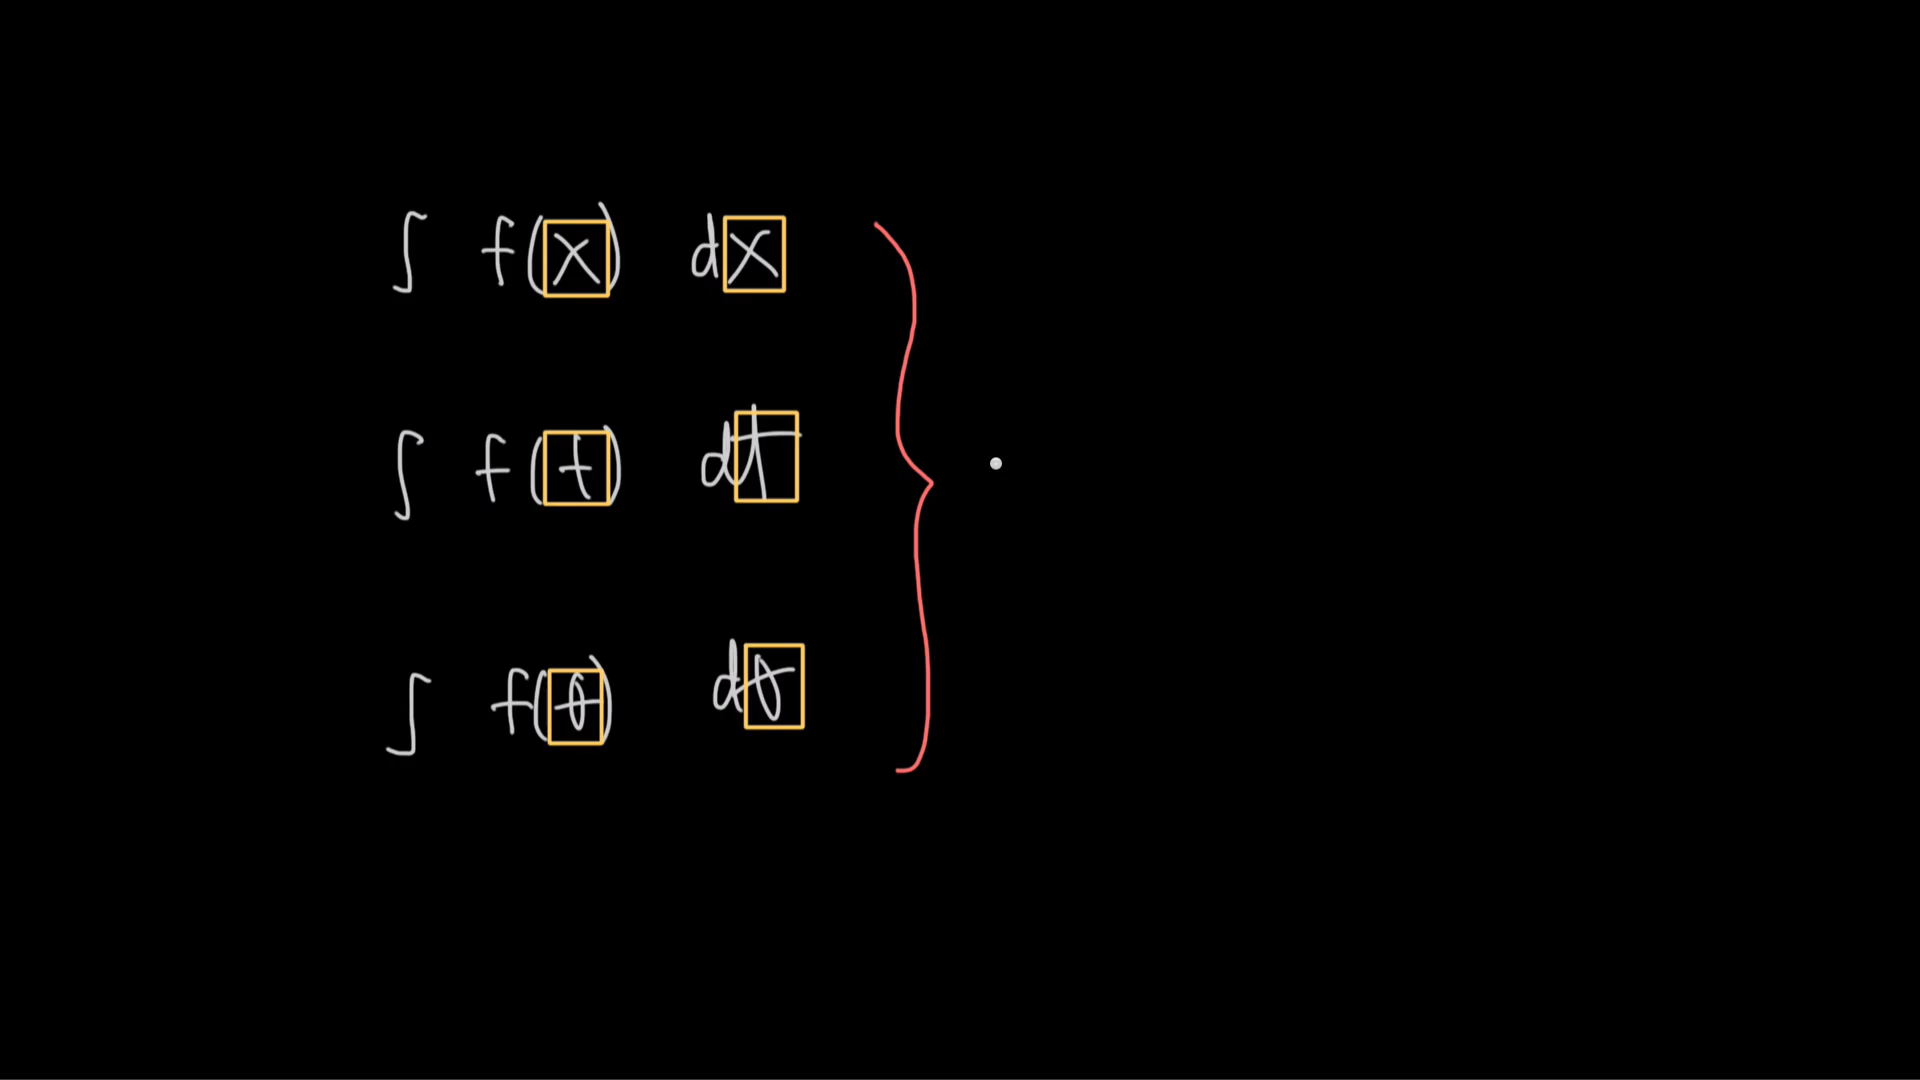 ∫ f(x) dx
∫ f(t) dt
∫ f(θ) dθ